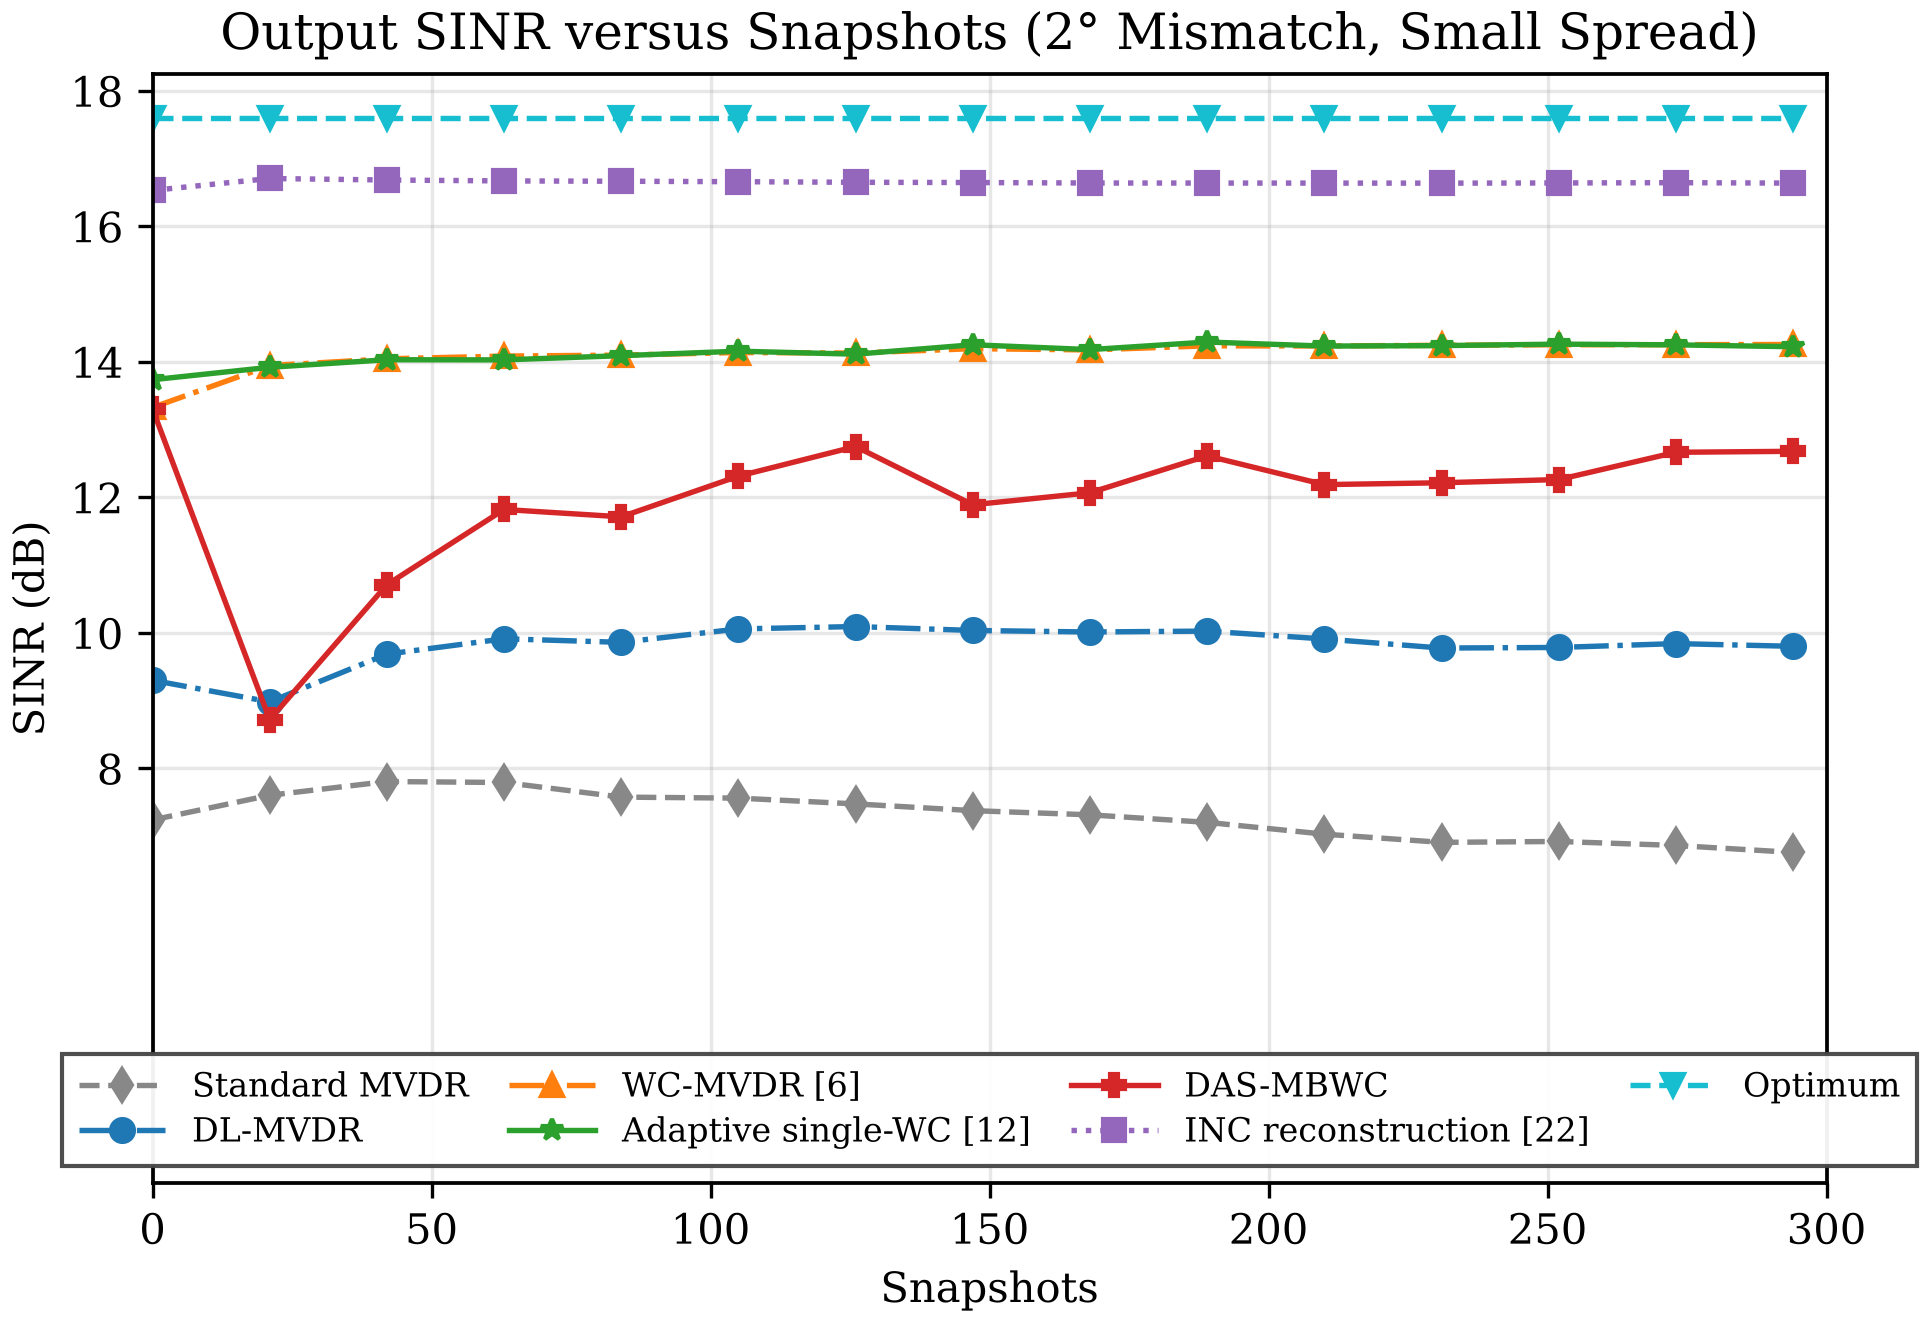 Output SINR versus Snapshots (2° Mismatch, Small Spread)
18
16
14
12
10
8
SINR (dB)
Standard MVDR
DL-MVDR
WC-MVDR [6]
Adaptive single-WC [12]
DAS-MBWC
INC reconstruction [22]
Optimum
0 50 100 150 200 250 300
Snapshots